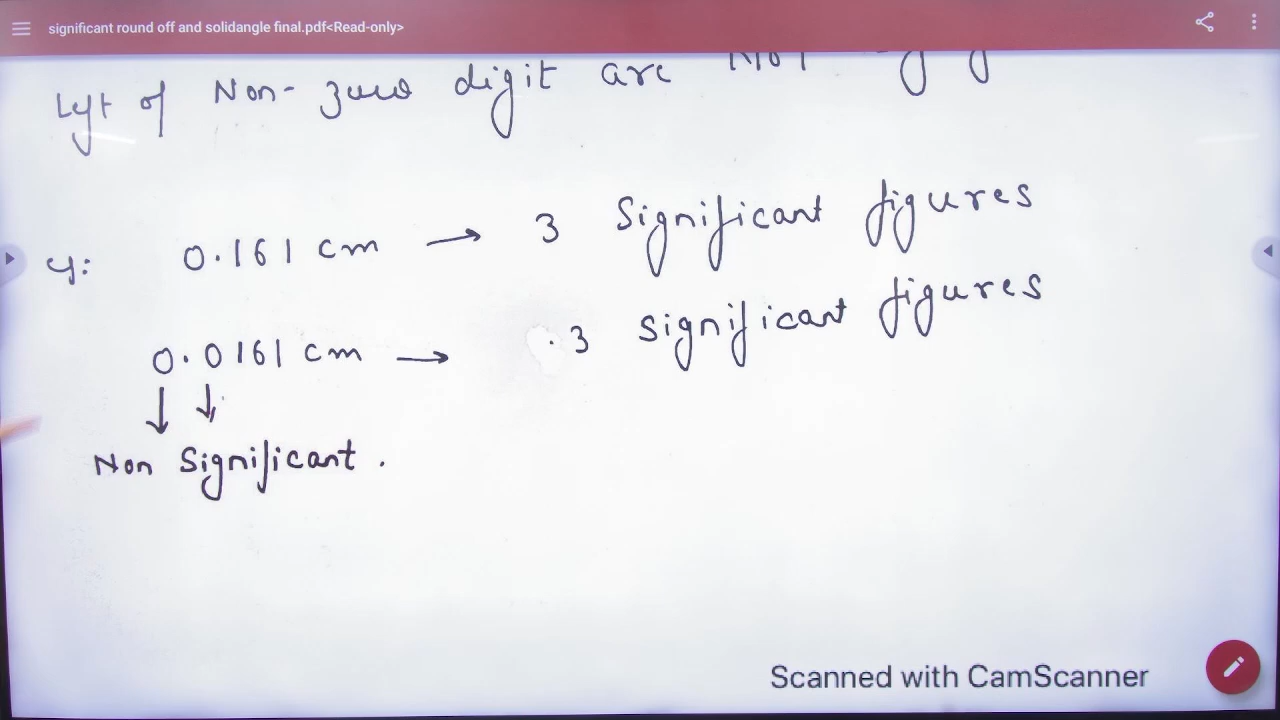 significant round off and solidangle final.pdf<Read-only>
Left of Non-zero digit are Not
eg: 0.161 cm → 3 Significant figures
0.0161 cm → 3 Significant figures
↓ ↓
Non Significant.
Scanned with CamScanner